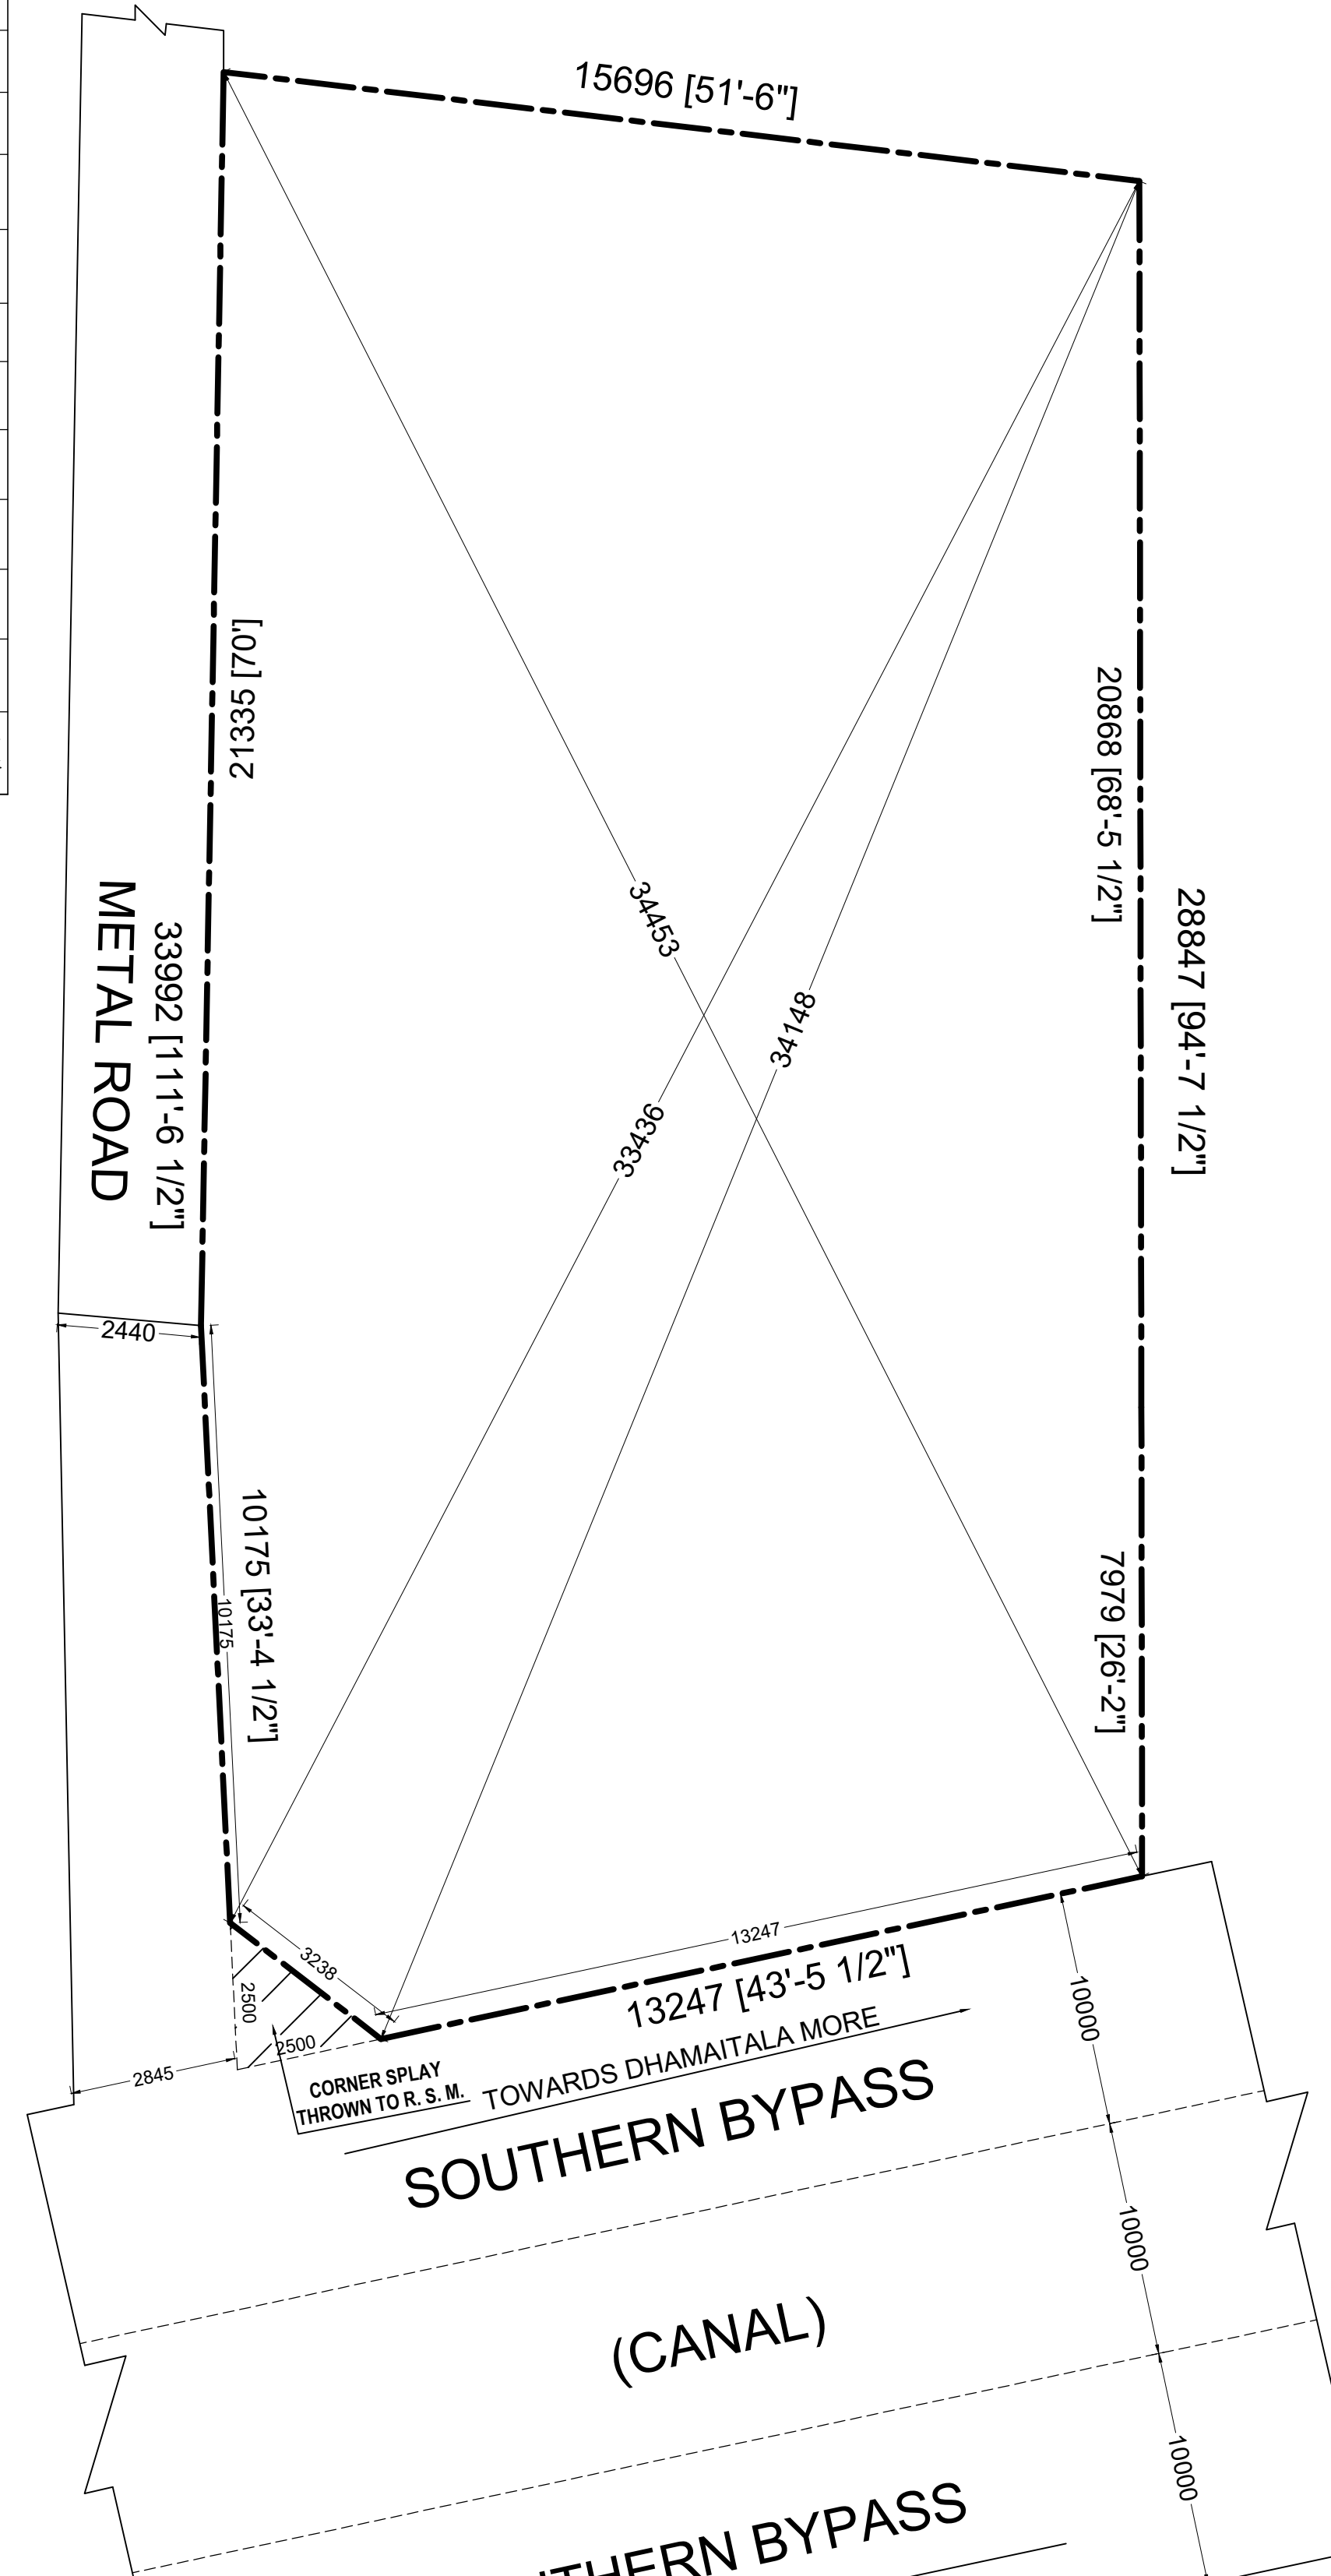 15696 [51'-6"]
21335 [70']
20868 [68'-5 1/2"]
28847 [94'-7 1/2"]
METAL ROAD
33992 [111'-6 1/2"]
34453
34148
33436
2440
10175 [33'-4 1/2"]
10175
7979 [26'-2"]
3238
13247
13247 [43'-5 1/2"]
2500
2500
2845
CORNER SPLAY
THROWN TO R. S. M.
TOWARDS DHAMAITALA MORE
SOUTHERN BYPASS
10000
10000
(CANAL)
10000
THERN BYPASS